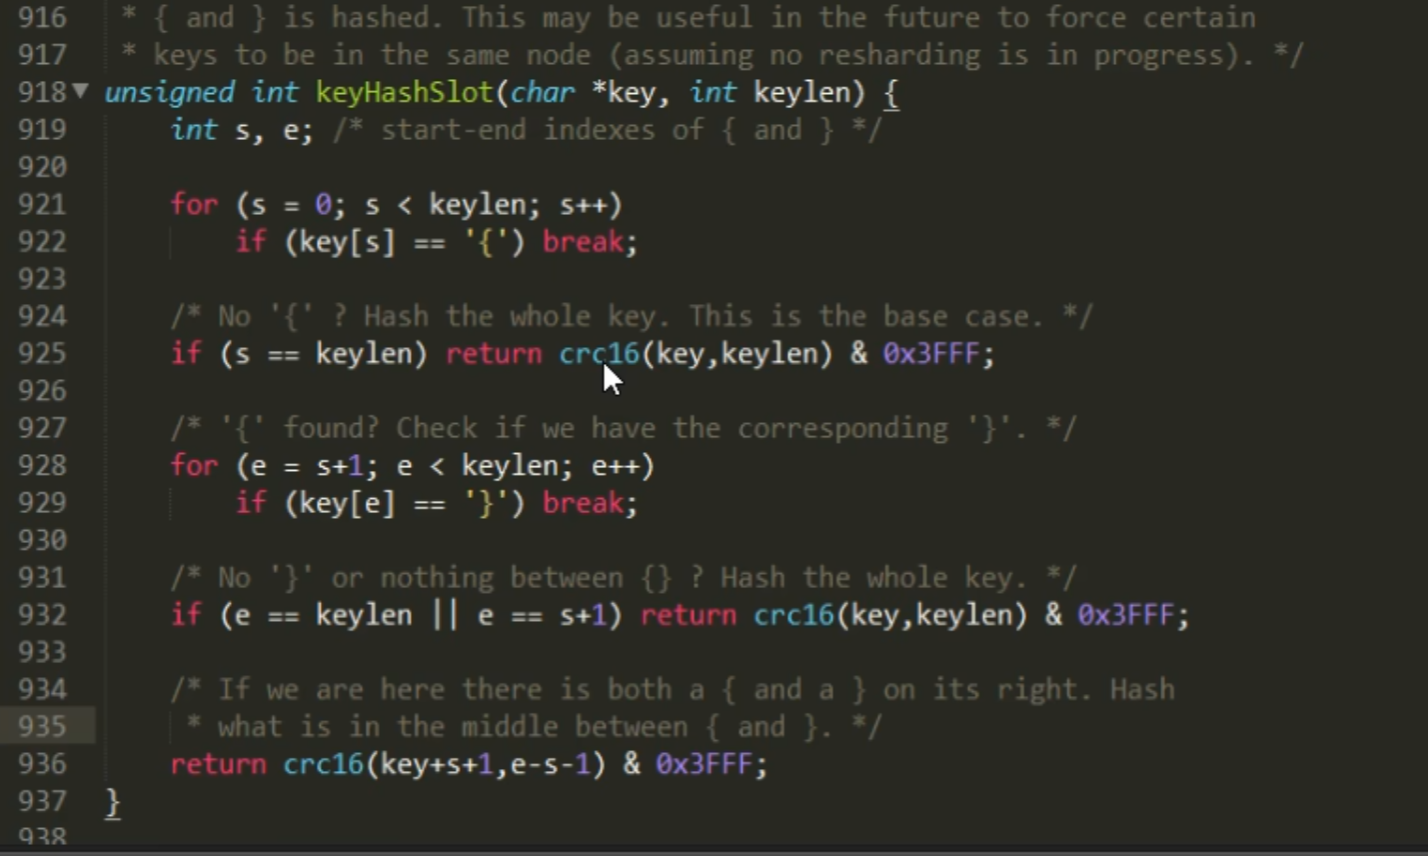 916 * { and } is hashed. This may be useful in the future to force certain
917 * keys to be in the same node (assuming no resharding is in progress). */
918 unsigned int keyHashSlot(char *key, int keylen) {
919 int s, e; /* start-end indexes of { and } */
920
921 for (s = 0; s < keylen; s++)
922 if (key[s] == '{') break;
923
924 /* No '{' ? Hash the whole key. This is the base case. */
925 if (s == keylen) return crc16(key,keylen) & 0x3FFF;
926
927 /* '{' found? Check if we have the corresponding '}'. */
928 for (e = s+1; e < keylen; e++)
929 if (key[e] == '}') break;
930
931 /* No '}' or nothing between {} ? Hash the whole key. */
932 if (e == keylen || e == s+1) return crc16(key,keylen) & 0x3FFF;
933
934 /* If we are here there is both a { and a } on its right. Hash
935 * what is in the middle between { and }. */
936 return crc16(key+s+1,e-s-1) & 0x3FFF;
937 }
938